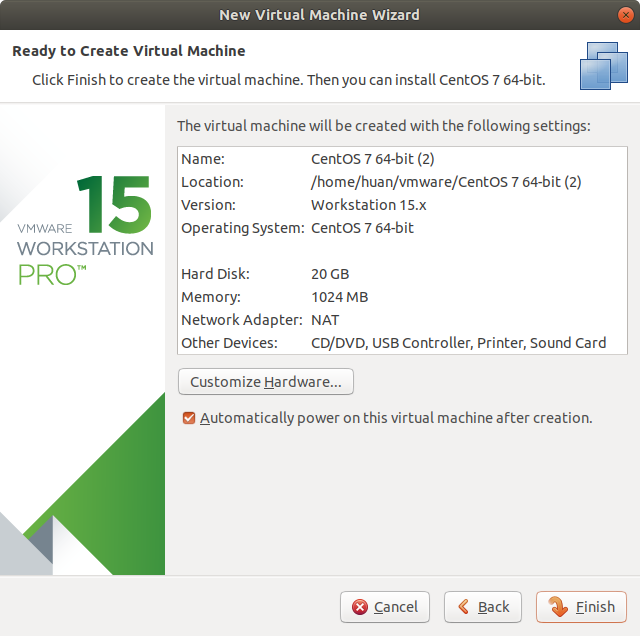 New Virtual Machine Wizard
Ready to Create Virtual Machine
Click Finish to create the virtual machine. Then you can install CentOS 7 64-bit.
15
VMWARE
WORKSTATION
PRO™
The virtual machine will be created with the following settings:
Name: CentOS 7 64-bit (2)
Location: /home/huan/vmware/CentOS 7 64-bit (2)
Version: Workstation 15.x
Operating System: CentOS 7 64-bit
Hard Disk: 20 GB
Memory: 1024 MB
Network Adapter: NAT
Other Devices: CD/DVD, USB Controller, Printer, Sound Card
Customize Hardware...
Automatically power on this virtual machine after creation.
Cancel Back Finish